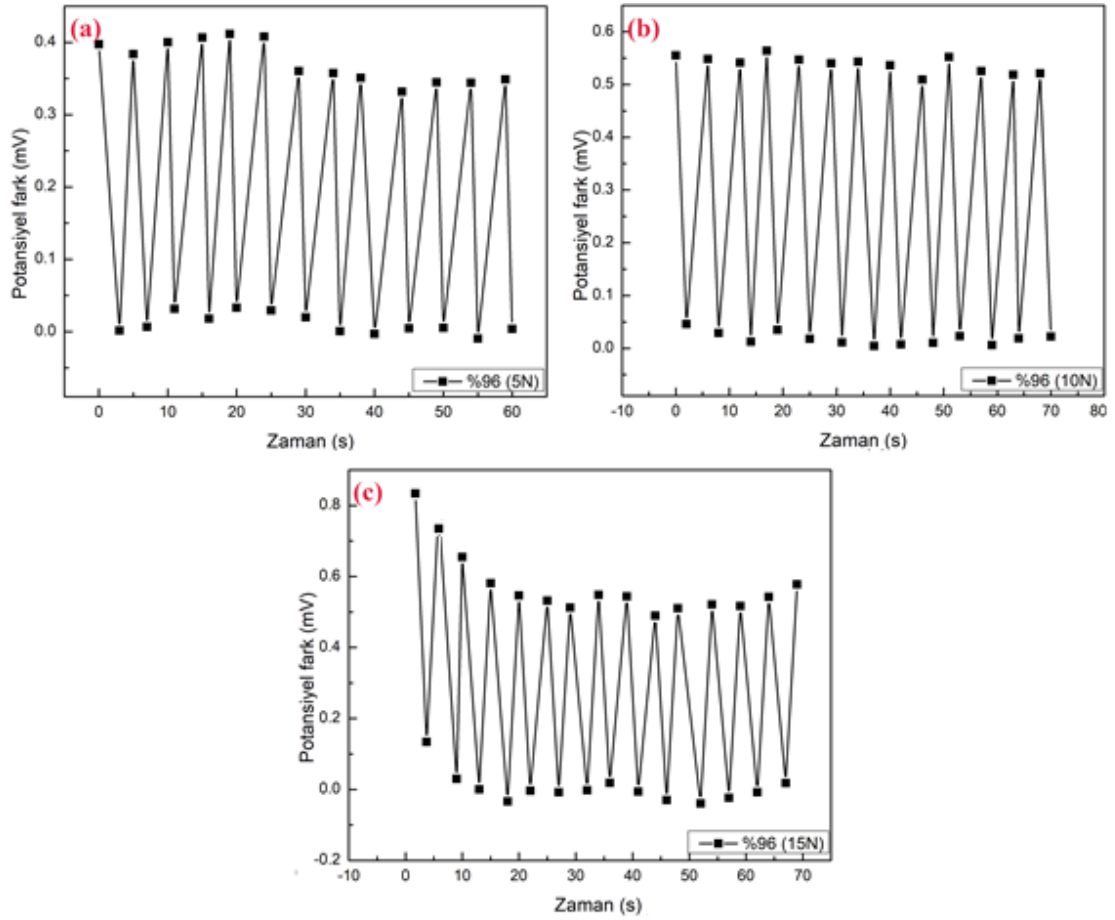 (a)
0.4
0.3
0.2
0.1
0.0
Potansiyel fark (mV)
%96 (5N)
0 10 20 30 40 50 60
Zaman (s)
(b)
0.6
0.5
0.4
0.3
0.2
0.1
0.0
Potansiyel fark (mV)
%96 (10N)
-10 0 10 20 30 40 50 60 70 80
Zaman (s)
(c)
0.8
0.6
0.4
0.2
0.0
-0.2
Potansiyel fark (mV)
%96 (15N)
-10 0 10 20 30 40 50 60 70
Zaman (s)